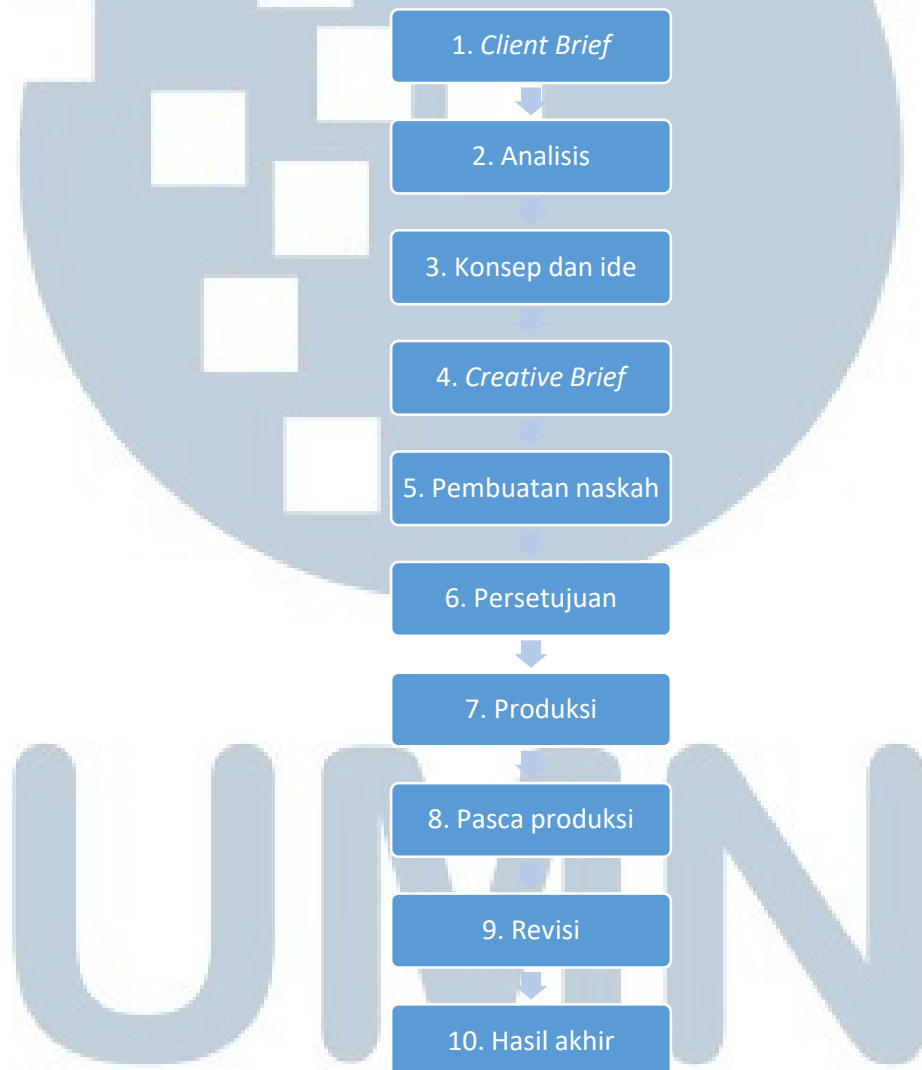 1. Client Brief
2. Analisis
3. Konsep dan ide
4. Creative Brief
5. Pembuatan naskah
6. Persetujuan
7. Produksi
8. Pasca produksi
9. Revisi
10. Hasil akhir
UMN